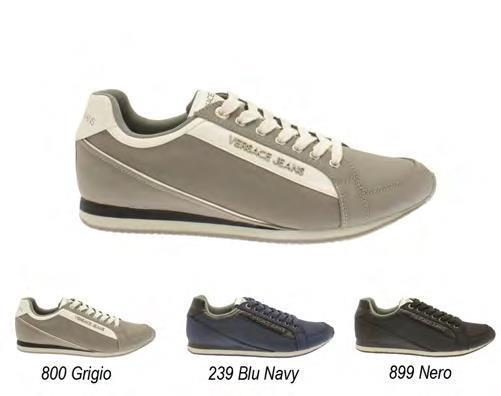 VERSACE JEANS
800 Grigio
239 Blu Navy
899 Nero